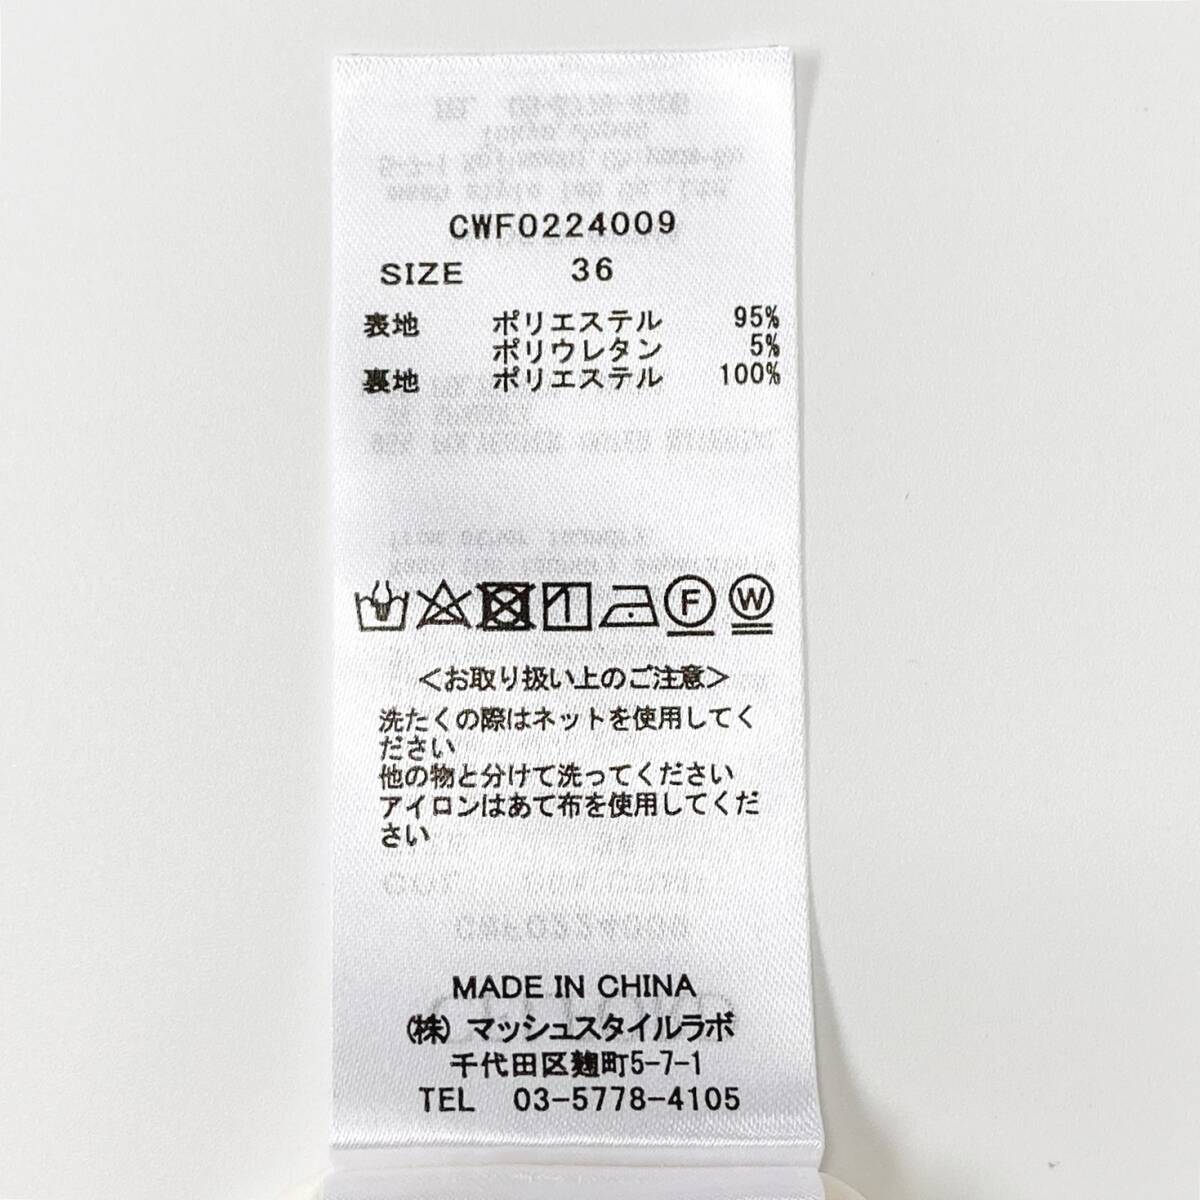 CWF0224009
SIZE 36
表地 ポリエステル 95%
ポリウレタン 5%
裏地 ポリエステル 100%
F W
<お取り扱い上のご注意>
洗たくの際はネットを使用してく
ださい
他の物と分けて洗ってください
アイロンはあて布を使用してくだ
さい
MADE IN CHINA
(株) マッシュスタイルラボ
千代田区麹町5-7-1
TEL 03-5778-4105